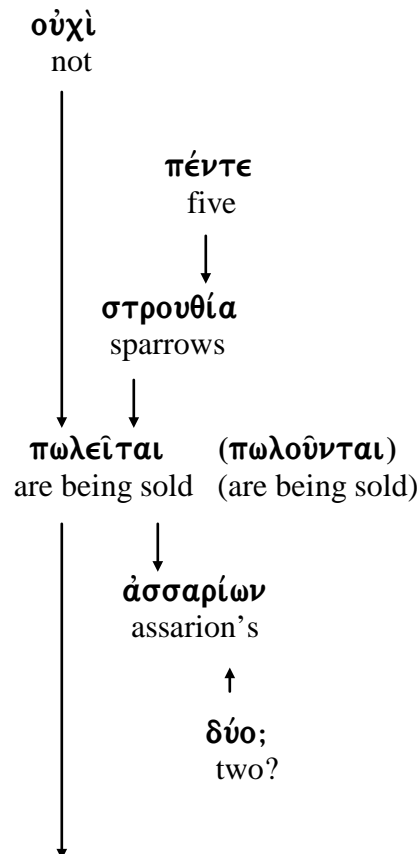 οὐχὶ
not
πέντε
five
στρουθία
sparrows
πωλεῖται (πωλοῦνται)
are being sold (are being sold)
ἀσσαρίων
assarion's
δύο;
two?